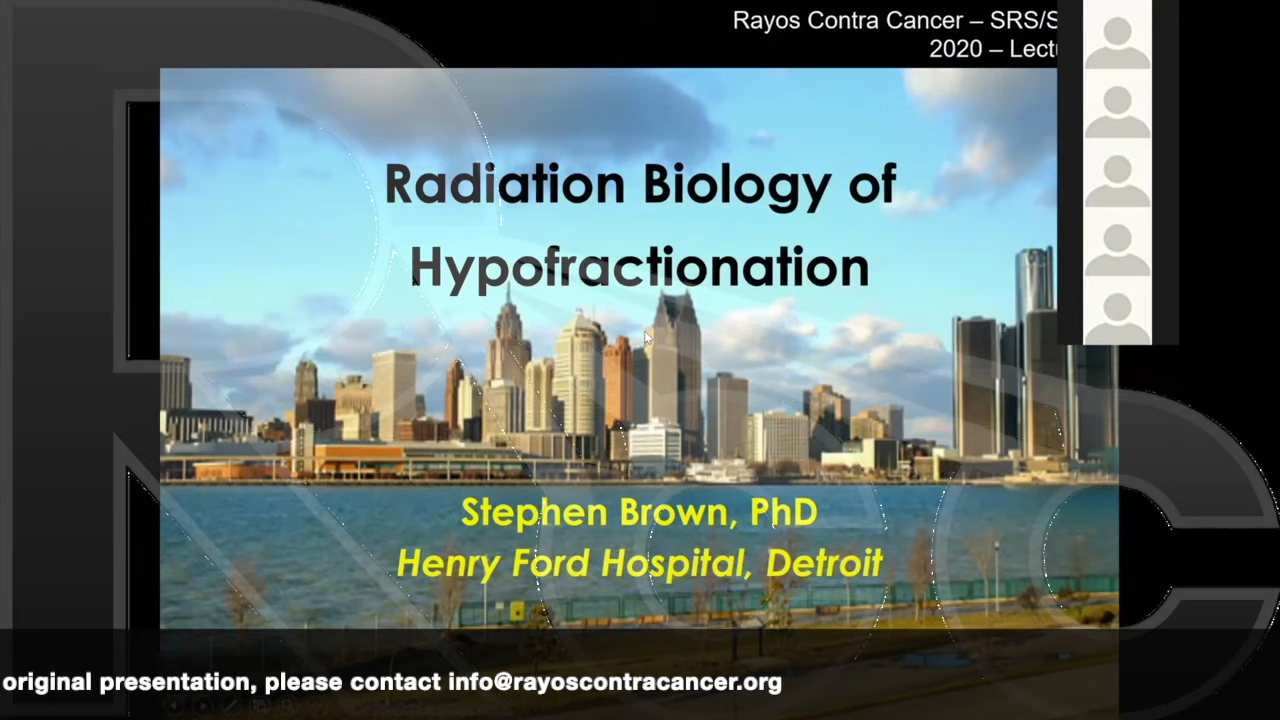 Rayos Contra Cancer – SRS/S
2020 – Lect
Radiation Biology of
Hypofractionation
Stephen Brown, PhD
Henry Ford Hospital, Detroit
original presentation, please contact info@rayoscontracancer.org